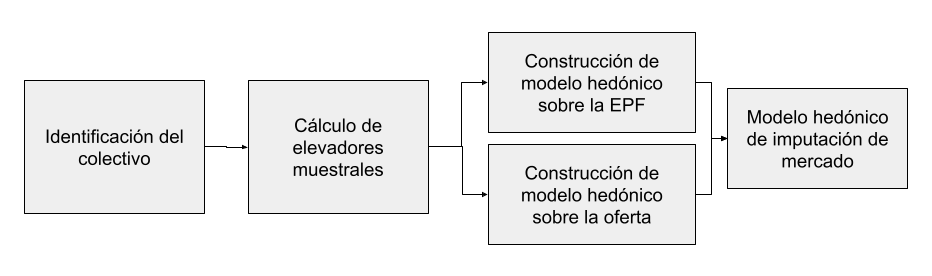 Identificación del
colectivo
Cálculo de
elevadores
muestrales
Construcción de
modelo hedónico
sobre la EPF
Construcción de
modelo hedónico
sobre la oferta
Modelo hedónico
de imputación de
mercado